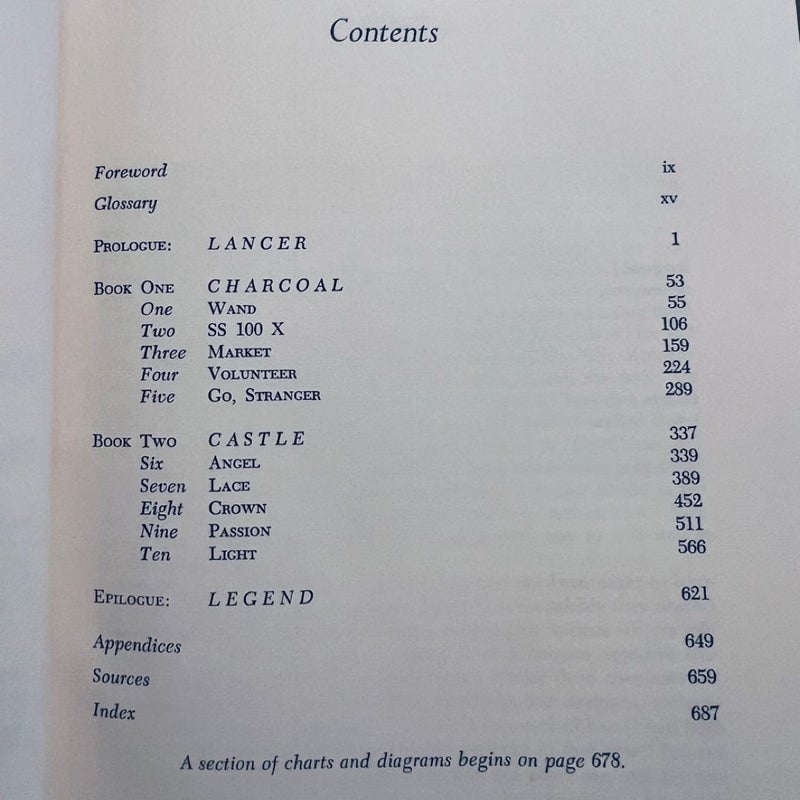 Contents
Foreword ix
Glossary xv
PROLOGUE: LANCER 1
BOOK ONE CHARCOAL 53
One WAND 55
Two SS 100 X 106
Three MARKET 159
Four VOLUNTEER 224
Five GO, STRANGER 289
BOOK TWO CASTLE 337
Six ANGEL 339
Seven LACE 389
Eight CROWN 452
Nine PASSION 511
Ten LIGHT 566
EPILOGUE: LEGEND 621
Appendices 649
Sources 659
Index 687
A section of charts and diagrams begins on page 678.